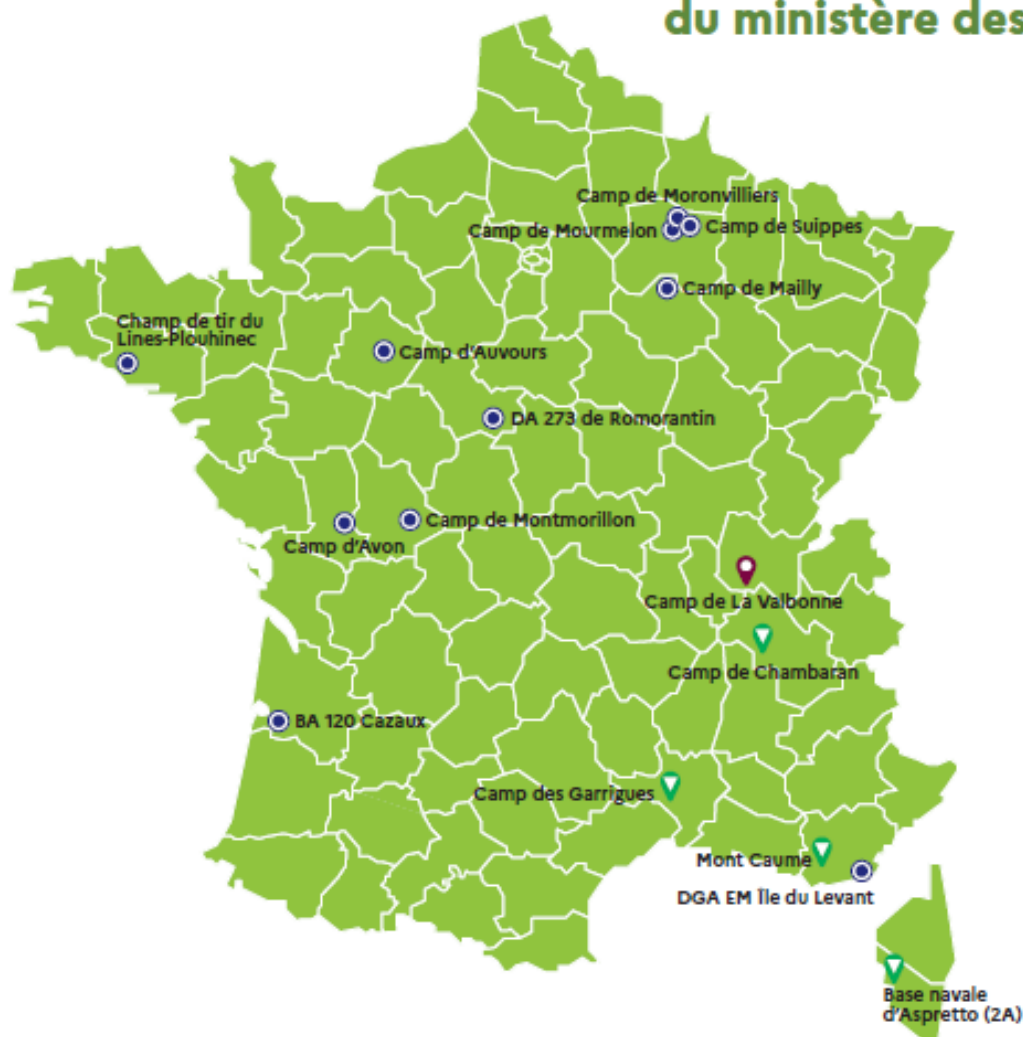 du ministère des
Camp de Moronvilliers
Camp de Mourmelon
Camp de Suippes
Camp de Mailly
Champ de tir du
Lines-Plouhinec
Camp d'Auvours
DA 273 de Romorantin
Camp de Montmorillon
Camp d'Avon
Camp de La Valbonne
Camp de Chambaran
BA 120 Cazaux
Camp des Garrigues
Mont Caume
DGA EM Île du Levant
Base navale
d'Aspretto (2A)